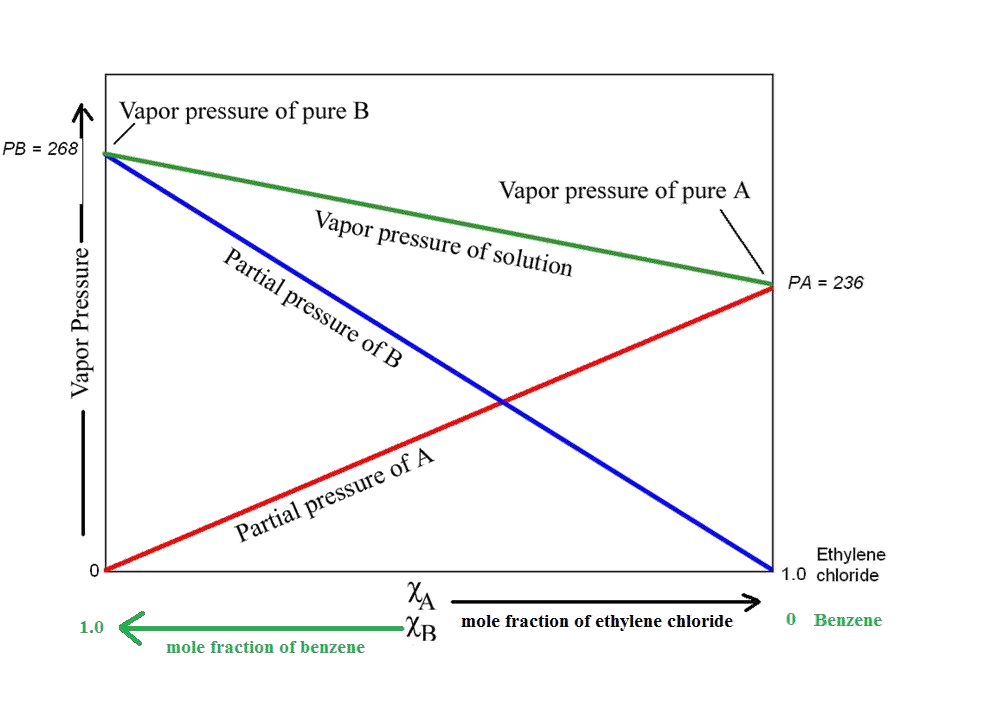 Vapor pressure of pure B
PB = 268
Vapor pressure of pure A
Vapor pressure of solution
Partial pressure of B
PA = 236
Vapor Pressure
Partial pressure of A
0
1.0
Ethylene
chloride
χA
mole fraction of ethylene chloride
0 Benzene
1.0
χB
mole fraction of benzene